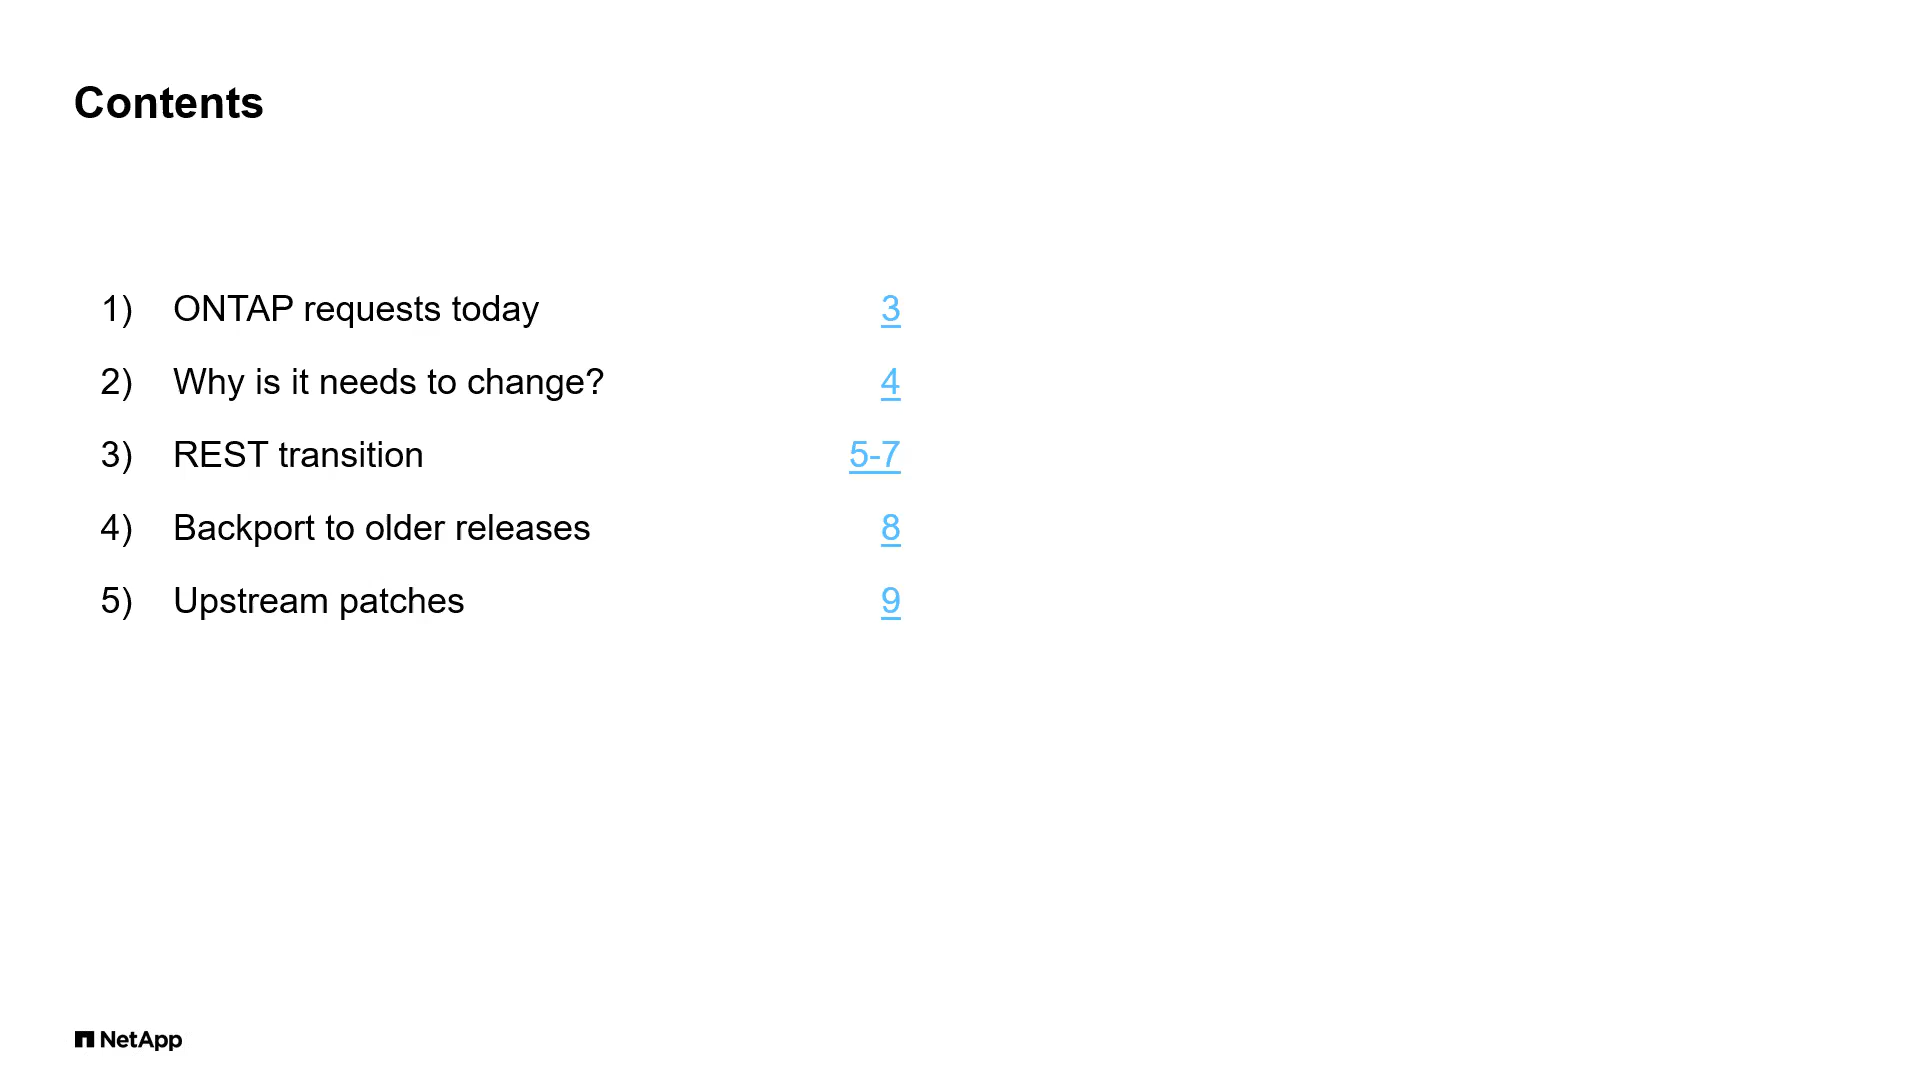 Contents
1) ONTAP requests today 3
2) Why is it needs to change? 4
3) REST transition 5-7
4) Backport to older releases 8
5) Upstream patches 9
NetApp